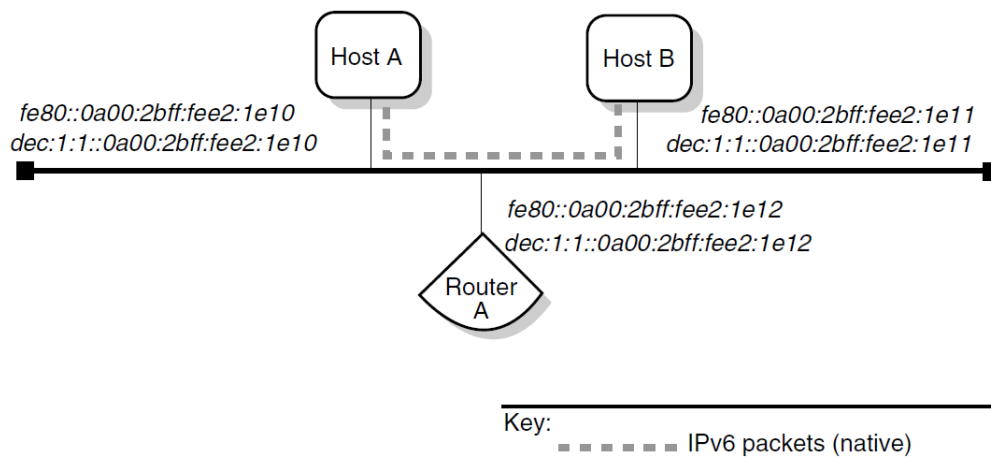 Host A
Host B
fe80::0a00:2bff:fee2:1e10
dec:1:1::0a00:2bff:fee2:1e10
fe80::0a00:2bff:fee2:1e11
dec:1:1::0a00:2bff:fee2:1e11
fe80::0a00:2bff:fee2:1e12
dec:1:1::0a00:2bff:fee2:1e12
Router
A
Key:
IPv6 packets (native)